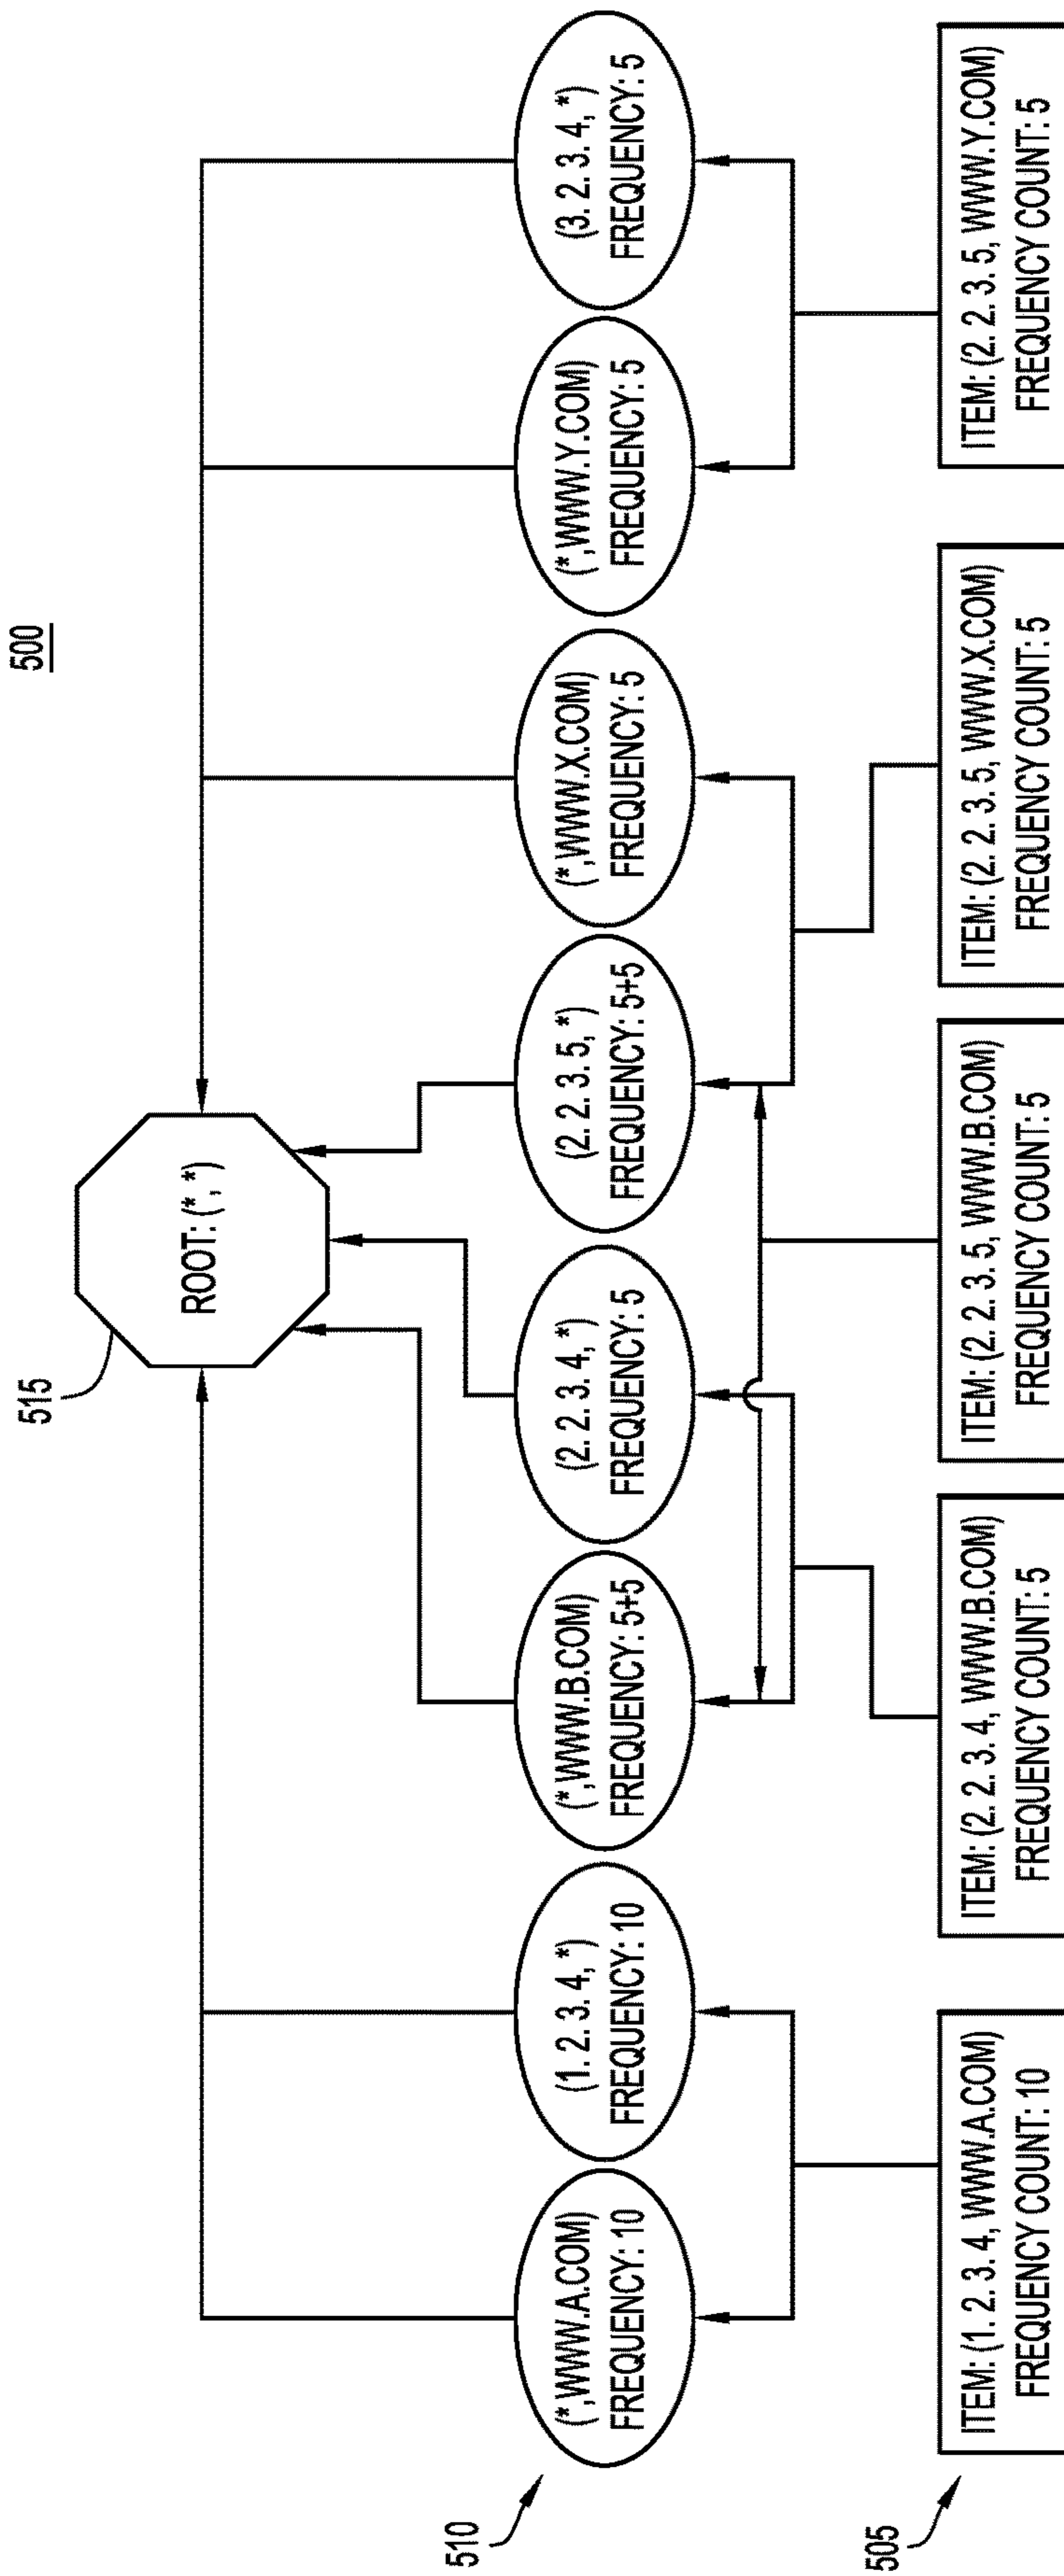 500
515
ROOT: (*, *)
510
(*,WWW.A.COM)
FREQUENCY: 10
(1. 2. 3. 4, *)
FREQUENCY: 10
(*,WWW.B.COM)
FREQUENCY: 5+5
(2. 2. 3. 4, *)
FREQUENCY: 5
(2. 2. 3. 5, *)
FREQUENCY: 5+5
(*,WWW.X.COM)
FREQUENCY: 5
(*,WWW.Y.COM)
FREQUENCY: 5
(3. 2. 3. 4, *)
FREQUENCY: 5
505
ITEM: (1. 2. 3. 4, WWW.A.COM)
FREQUENCY COUNT: 10
ITEM: (2. 2. 3. 4, WWW.B.COM)
FREQUENCY COUNT: 5
ITEM: (2. 2. 3. 5, WWW.B.COM)
FREQUENCY COUNT: 5
ITEM: (2. 2. 3. 5, WWW.X.COM)
FREQUENCY COUNT: 5
ITEM: (2. 2. 3. 5, WWW.Y.COM)
FREQUENCY COUNT: 5